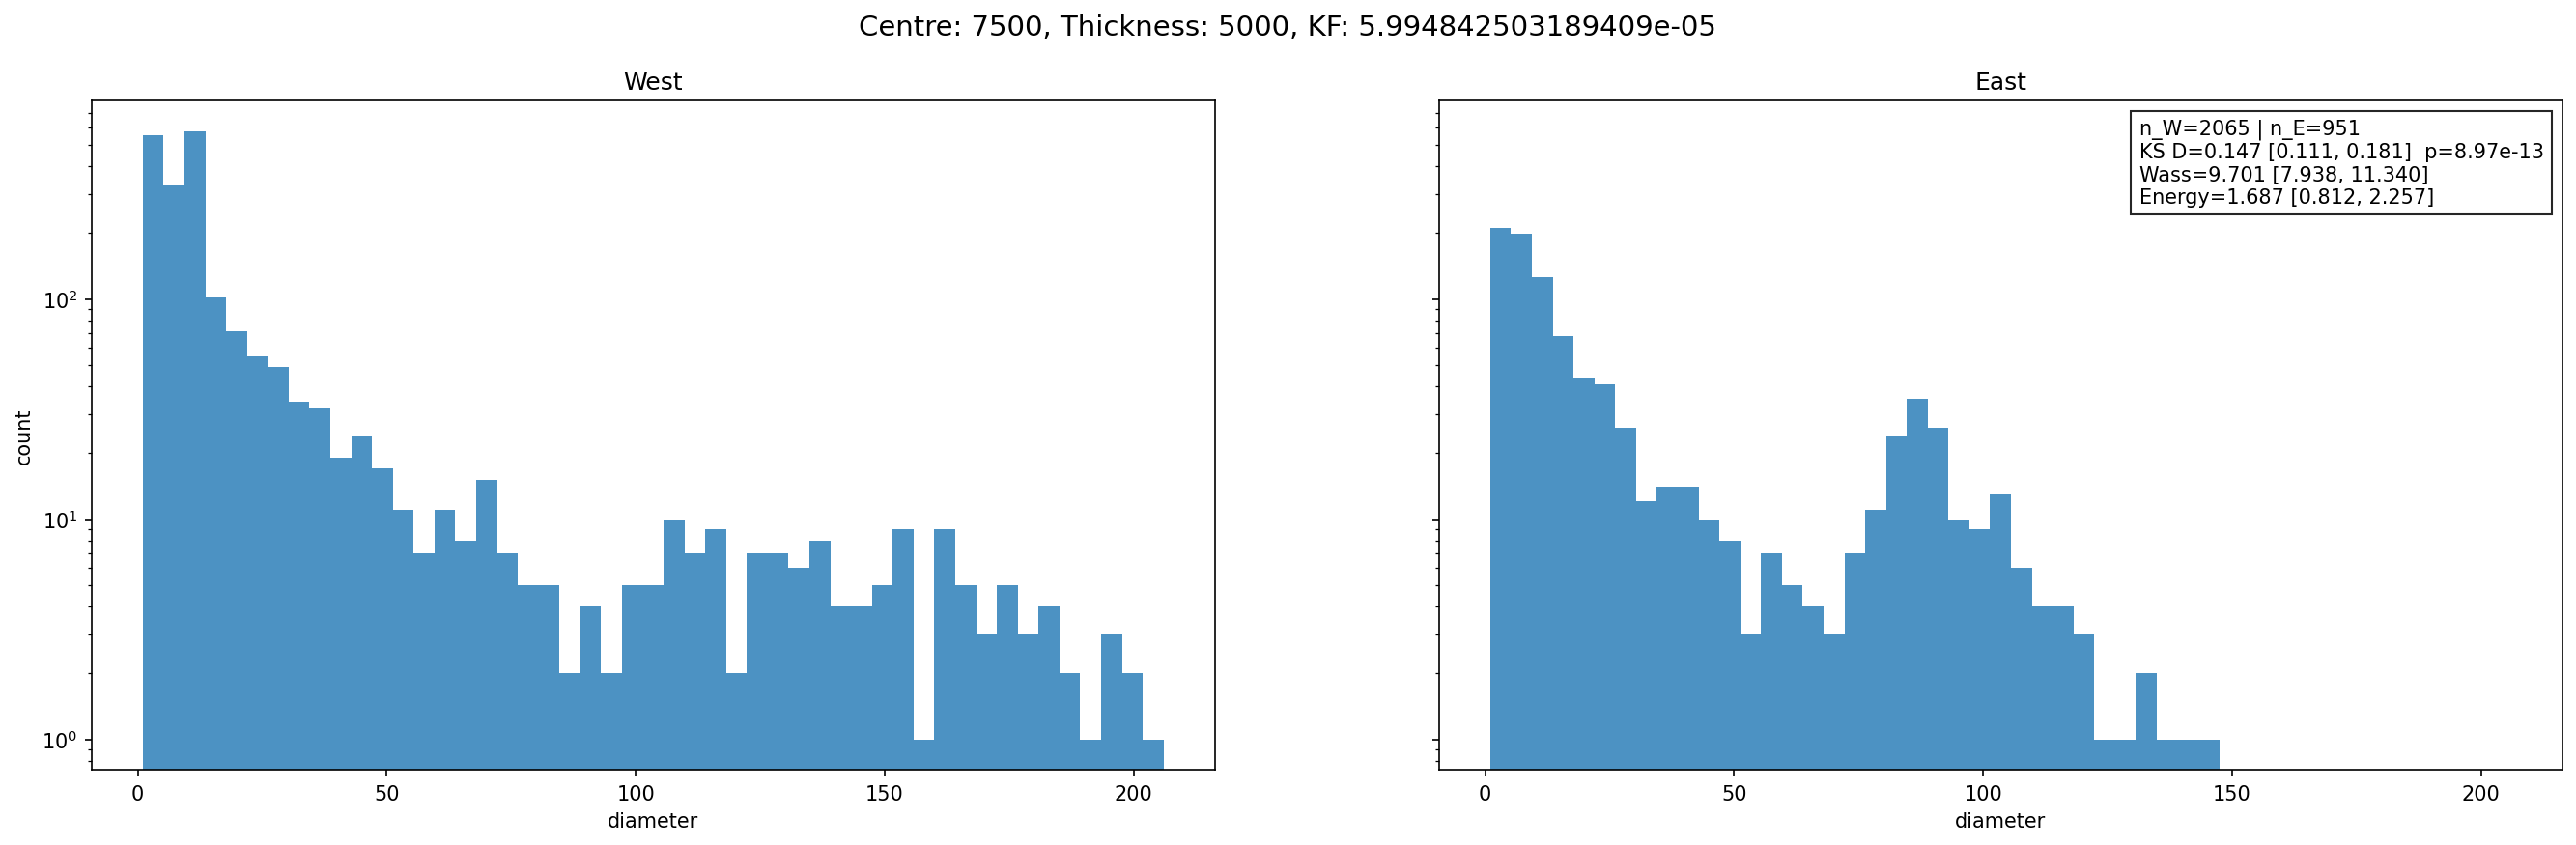 Centre: 7500, Thickness: 5000, KF: 5.994842503189409e-05
West
East
n_W=2065 | n_E=951
KS D=0.147 [0.111, 0.181]  p=8.97e-13
Wass=9.701 [7.938, 11.340]
Energy=1.687 [0.812, 2.257]
count
10²
10¹
10⁰
0 50 100 150 200
diameter
0 50 100 150 200
diameter